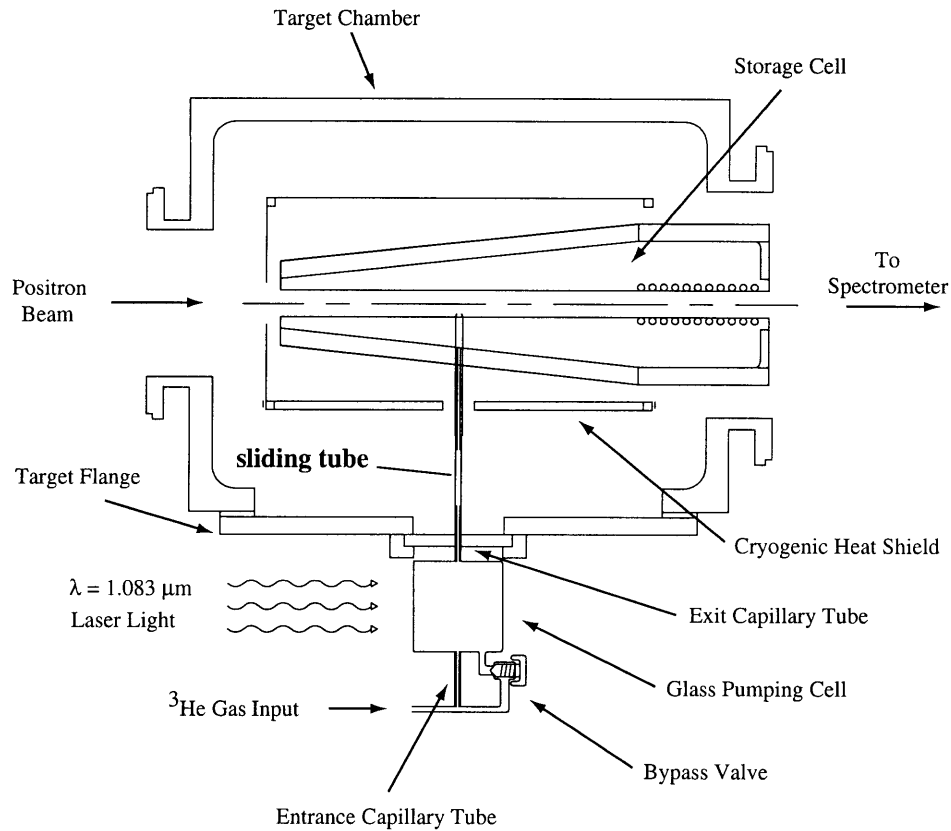 Target Chamber
Storage Cell
Positron
Beam
To
Spectrometer
sliding tube
Target Flange
Cryogenic Heat Shield
λ = 1.083 μm
Laser Light
Exit Capillary Tube
Glass Pumping Cell
³He Gas Input
Bypass Valve
Entrance Capillary Tube